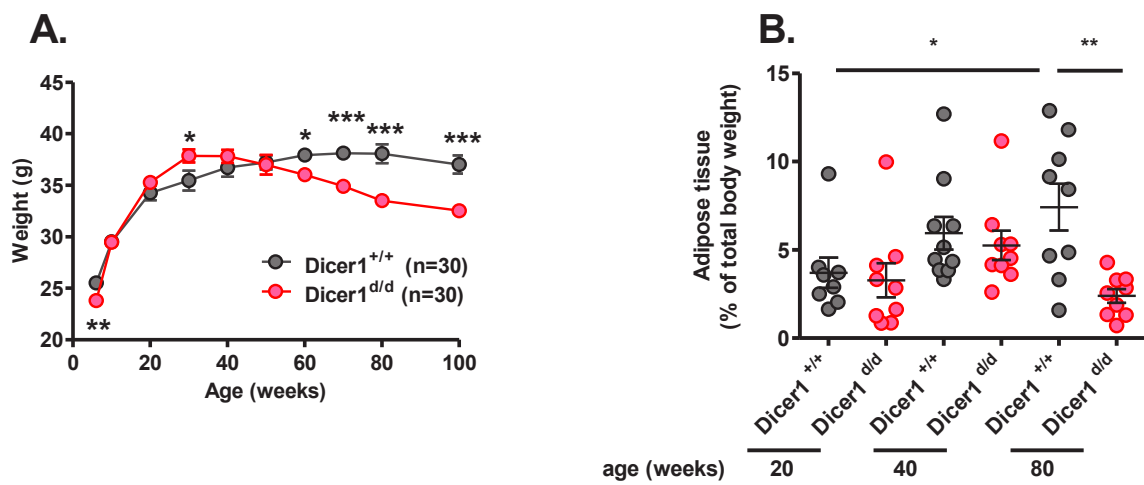 A.
45
40
35
30
25
20
Weight (g)
**
*
*
***
***
***
Dicer1+/+ (n=30)
Dicer1d/d (n=30)
0 20 40 60 80 100
Age (weeks)
B.
* **
15
10
5
0
Adipose tissue
(% of total body weight)
Dicer1 +/+
Dicer1 d/d
Dicer1 +/+
Dicer1 d/d
Dicer1 +/+
Dicer1 d/d
age (weeks) 20 40 80